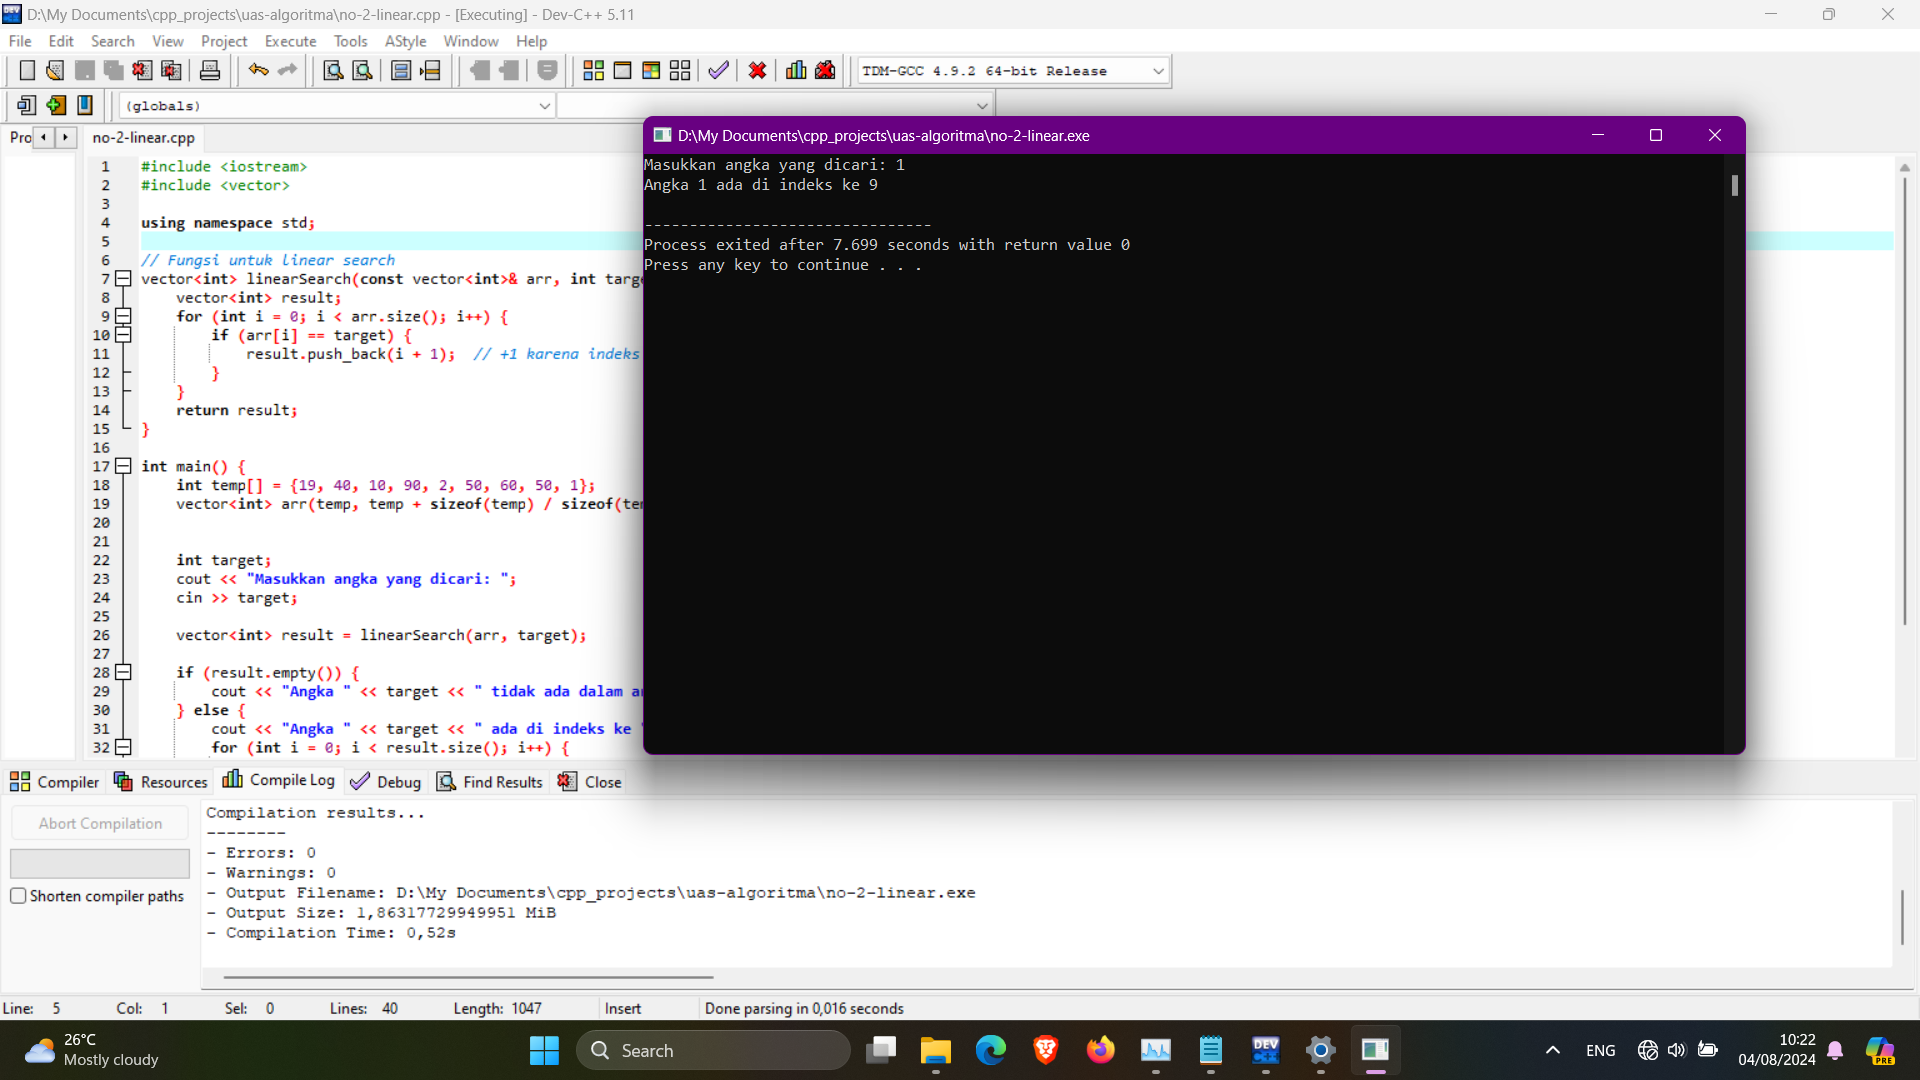 D:\My Documents\cpp_projects\uas-algoritma\no-2-linear.cpp - [Executing] - Dev-C++ 5.11
File Edit Search View Project Execute Tools AStyle Window Help
TDM-GCC 4.9.2 64-bit Release
(globals)
Pro no-2-linear.cpp
1 #include <iostream>
2 #include <vector>
3
4 using namespace std;
5
6 // Fungsi untuk linear search
7 vector<int> linearSearch(const vector<int>& arr, int targ
8 vector<int> result;
9 for (int i = 0; i < arr.size(); i++) {
10 if (arr[i] == target) {
11 result.push_back(i + 1); // +1 karena indeks
12 }
13 }
14 return result;
15 }
16
17 int main() {
18 int temp[] = {19, 40, 10, 90, 2, 50, 60, 50, 1};
19 vector<int> arr(temp, temp + sizeof(temp) / sizeof(te
20
21
22 int target;
23 cout << "Masukkan angka yang dicari: ";
24 cin >> target;
25
26 vector<int> result = linearSearch(arr, target);
27
28 if (result.empty()) {
29 cout << "Angka " << target << " tidak ada dalam a
30 } else {
31 cout << "Angka " << target << " ada di indeks ke "
32 for (int i = 0; i < result.size(); i++) {
D:\My Documents\cpp_projects\uas-algoritma\no-2-linear.exe
Masukkan angka yang dicari: 1
Angka 1 ada di indeks ke 9
--------------------------------
Process exited after 7.699 seconds with return value 0
Press any key to continue . . .
Compiler Resources Compile Log Debug Find Results Close
Abort Compilation
Shorten compiler paths
Compilation results...
--------
- Errors: 0
- Warnings: 0
- Output Filename: D:\My Documents\cpp_projects\uas-algoritma\no-2-linear.exe
- Output Size: 1,86317729949951 MiB
- Compilation Time: 0,52s
Line: 5 Col: 1 Sel: 0 Lines: 40 Length: 1047 Insert Done parsing in 0,016 seconds
26°C
Mostly cloudy
Search
DEV C++
ENG
10:22
04/08/2024
PRE